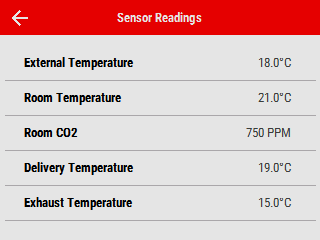 Sensor Readings
External Temperature 18.0°C
Room Temperature 21.0°C
Room CO2 750 PPM
Delivery Temperature 19.0°C
Exhaust Temperature 15.0°C